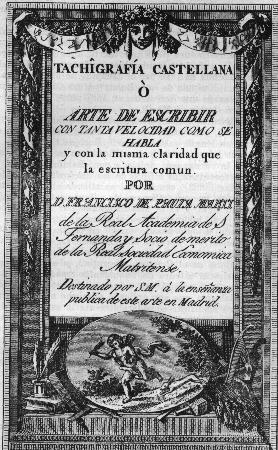 TACHIGRAFÍA CASTELLANA
Ò
ARTE DE ESCRIBIR
CON TANTA VELOCIDAD COMO SE
HABLA
y con la misma claridad que
la escritura comun.
POR
D. FRANCISCO DE PAULA MARTI
de la Real Academia de S.
Fernando, y Socio de merito
de la Real Sociedad Económica
Matritense.
Destinado por S.M. à la enseñanza
publica de este arte en Madrid.